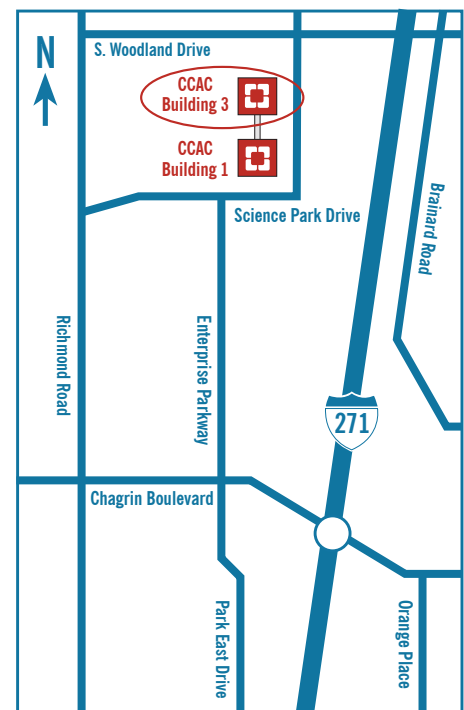 N
S. Woodland Drive
CCAC
Building 3
CCAC
Building 1
Science Park Drive
Brainard Road
Richmond Road
Enterprise Parkway
271
Chagrin Boulevard
Park East Drive
Orange Place